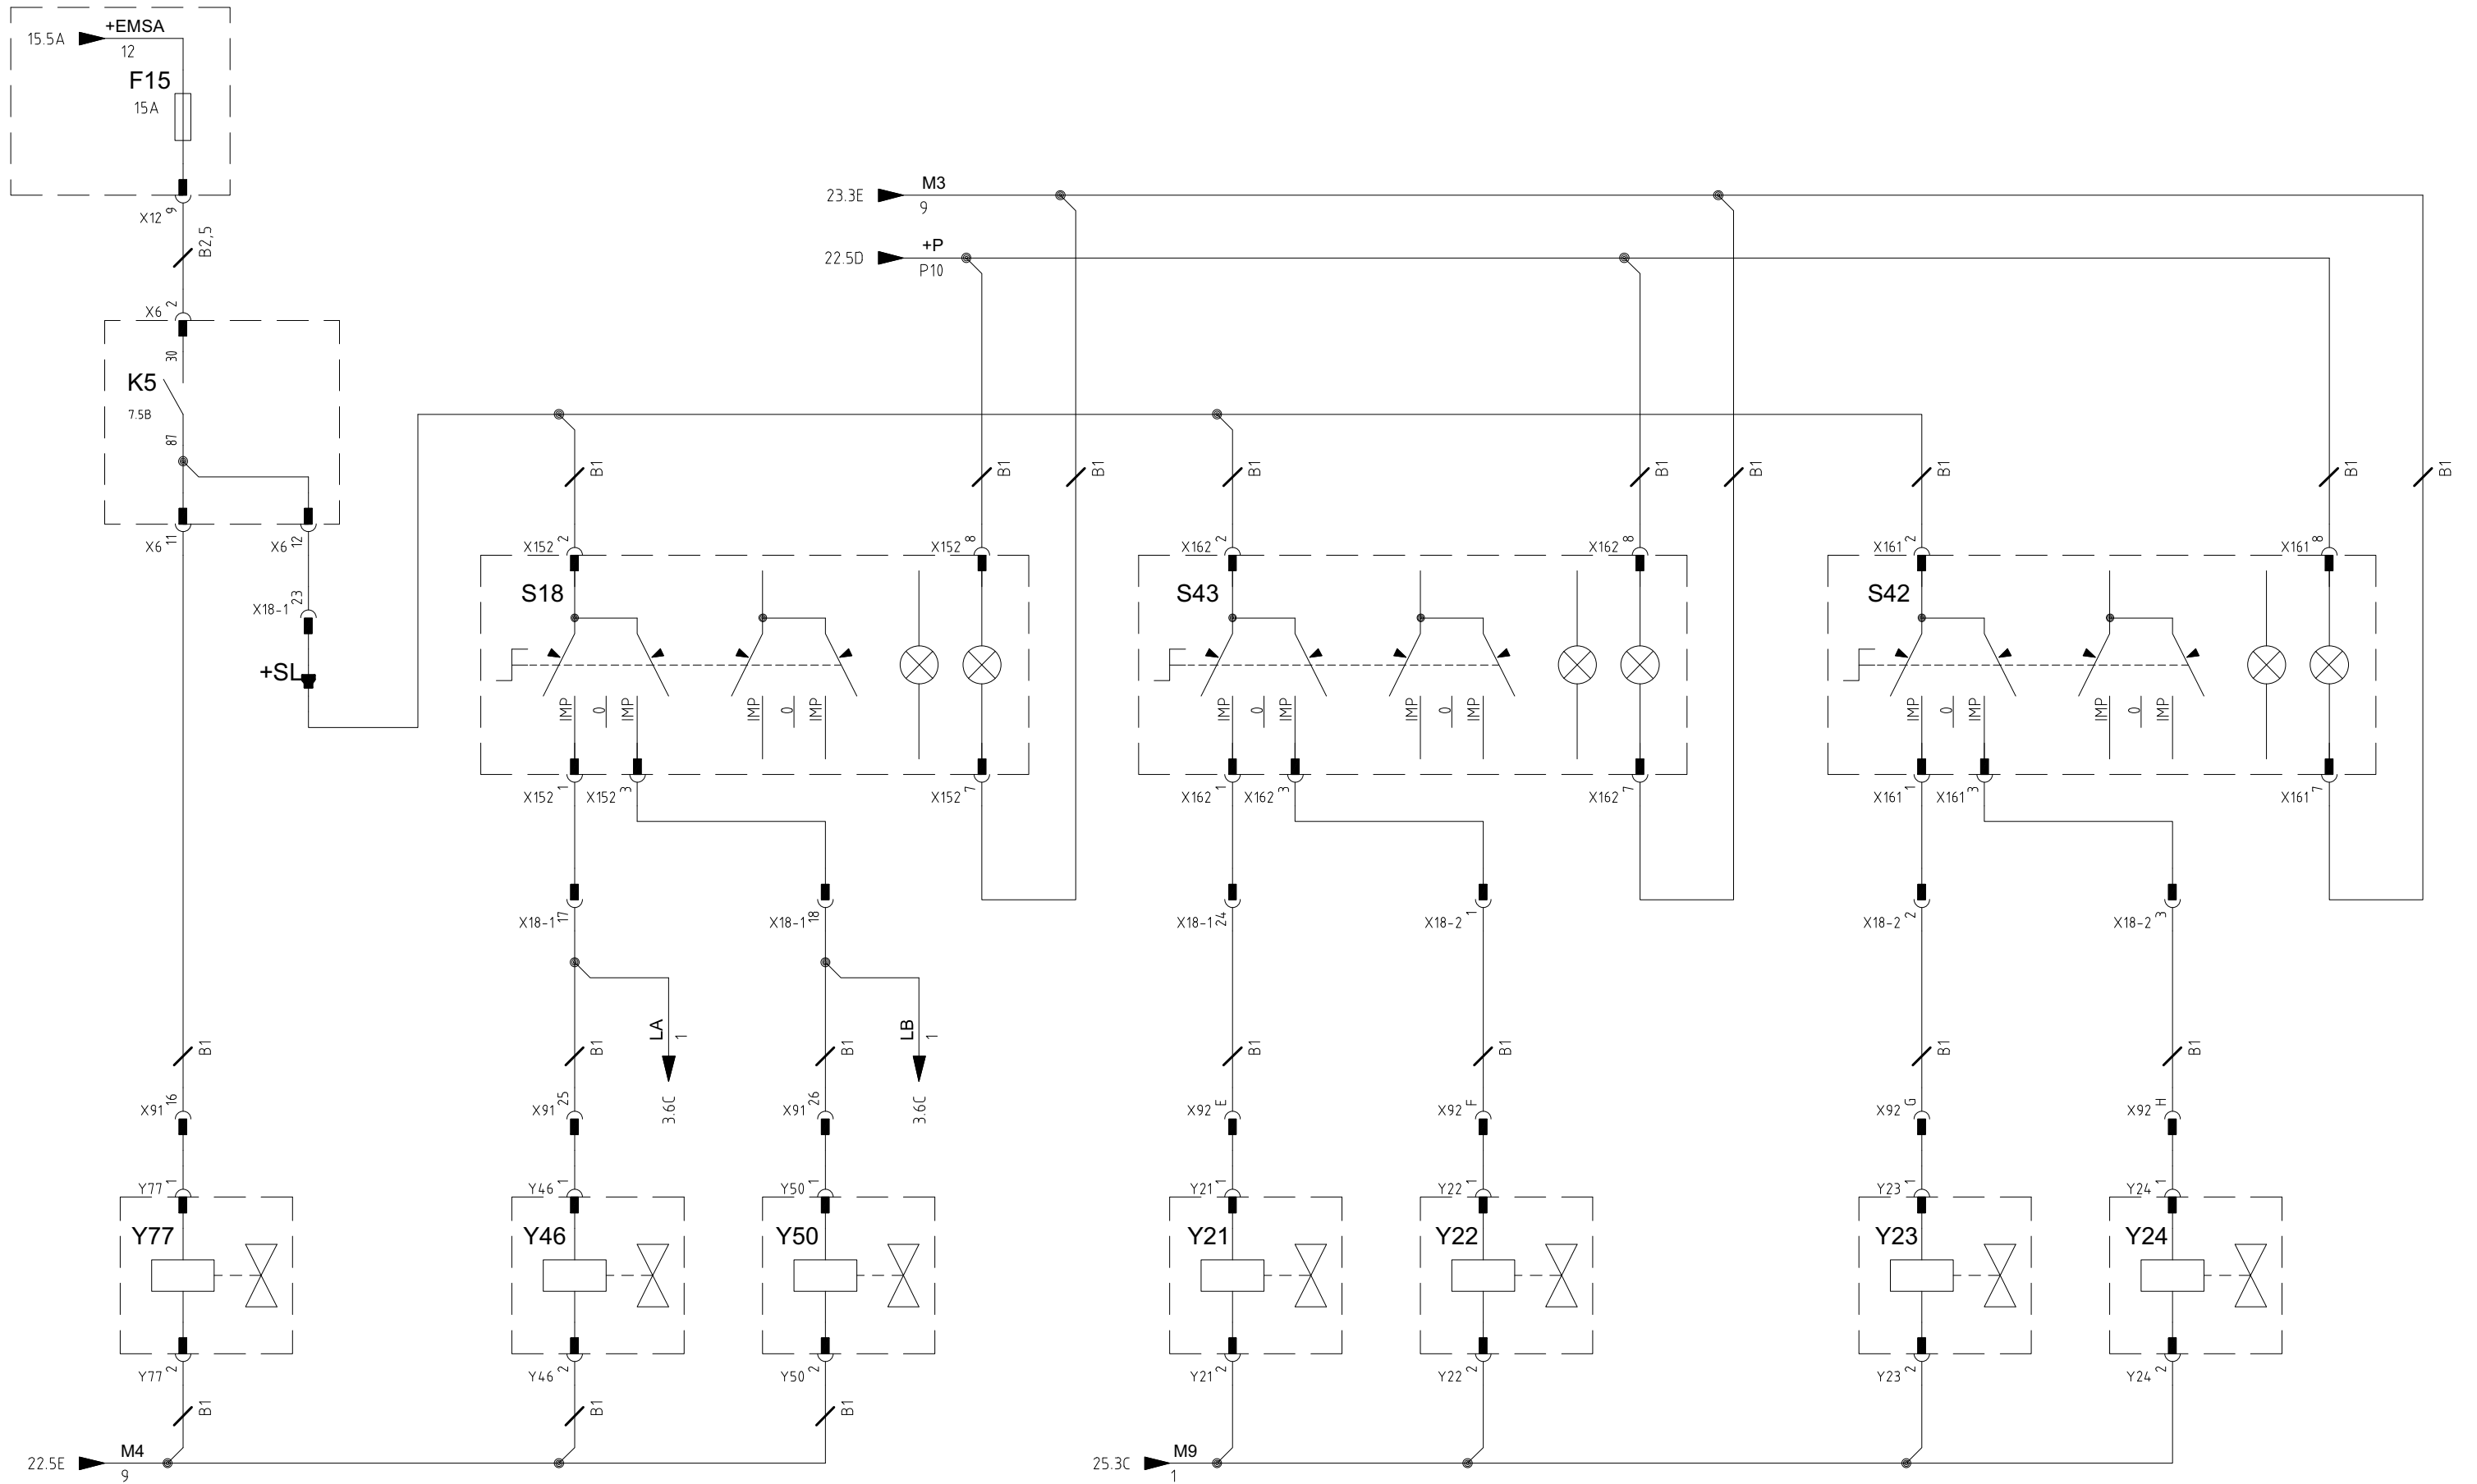 +EMSA
15.5A
12
F15
15A
X12 9
B2,5
M3
23.3E
9
+P
22.5D
P10
X6 2
30
K5
7.5B
87
X6 11
X6 12
X18-1 23
+SL
B1
B1
B1
B1
B1
B1
B1
B1
B1
X152 2
X152 8
X162 2
X162 8
X161 2
X161 8
S18
S43
S42
IMP 0 IMP
IMP 0 IMP
IMP 0 IMP
IMP 0 IMP
IMP 0 IMP
IMP 0 IMP
X152 1
X152 3
X152 7
X162 1
X162 3
X162 7
X161 1
X161 3
X161 7
X18-1 17
X18-1 18
X18-1 24
X18-2 1
X18-2 2
X18-2 3
LA
1
LB
1
B1
B1
B1
B1
B1
B1
B1
3.6C
3.6C
X91 16
X91 25
X91 26
X92 E
X92 F
X92 G
X92 H
Y77 1
Y46 1
Y50 1
Y21 1
Y22 1
Y23 1
Y24 1
Y77
Y46
Y50
Y21
Y22
Y23
Y24
Y77 2
Y46 2
Y50 2
Y21 2
Y22 2
Y23 2
Y24 2
B1
B1
B1
M4
22.5E
9
M9
25.3C
1